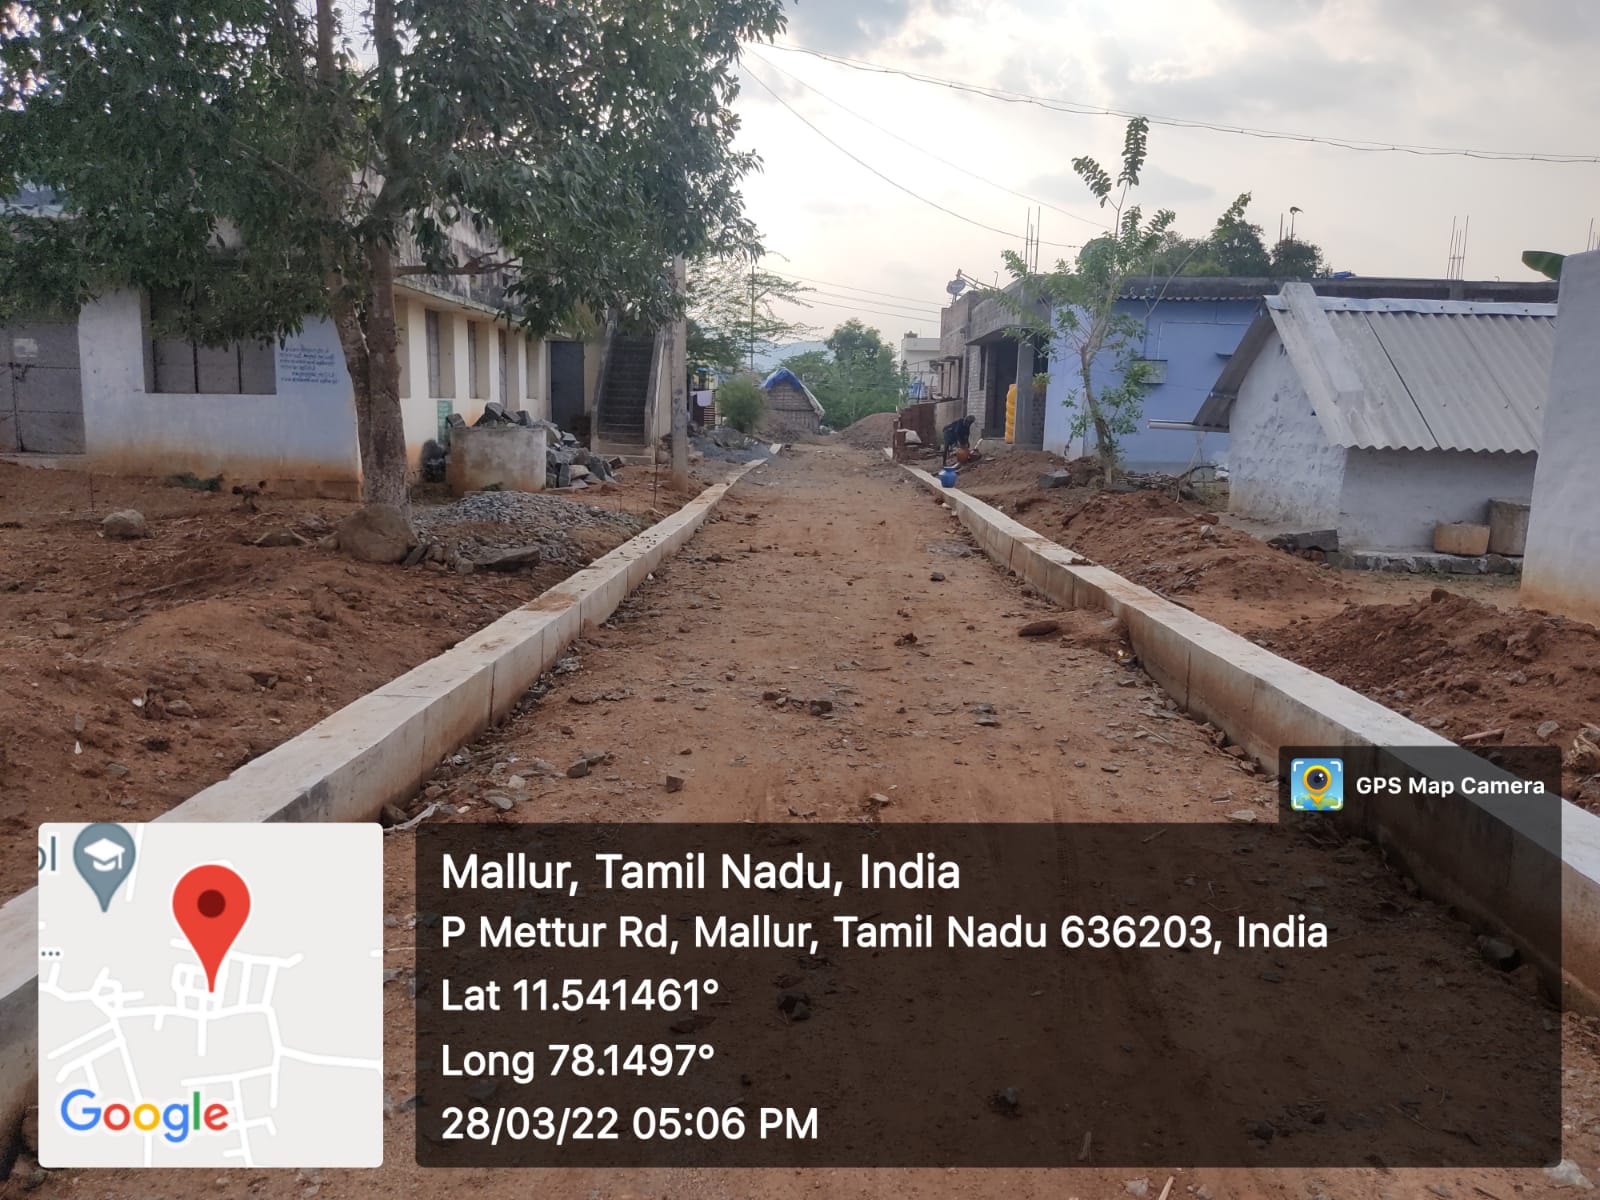 GPS Map Camera
Mallur, Tamil Nadu, India
P Mettur Rd, Mallur, Tamil Nadu 636203, India
Lat 11.541461°
Long 78.1497°
28/03/22 05:06 PM
Google